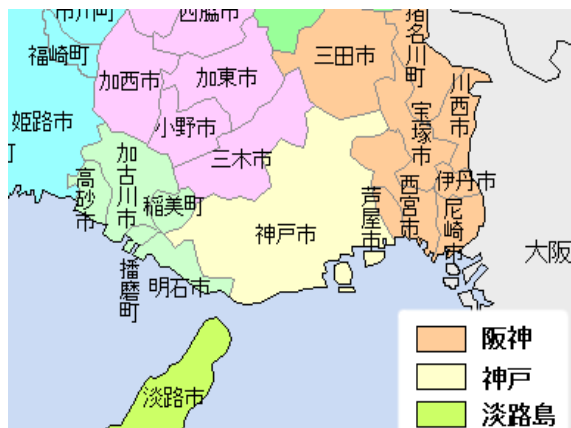 市川町
西脇市
猪名川町
福崎町
加西市
加東市
三田市
川西市
姫路市
小野市
宝塚市
加古川市
三木市
高砂市
稲美町
伊丹市
芦屋市
西宮市
尼崎市
神戸市
大阪
播磨町
明石市
淡路市
阪神
神戸
淡路島